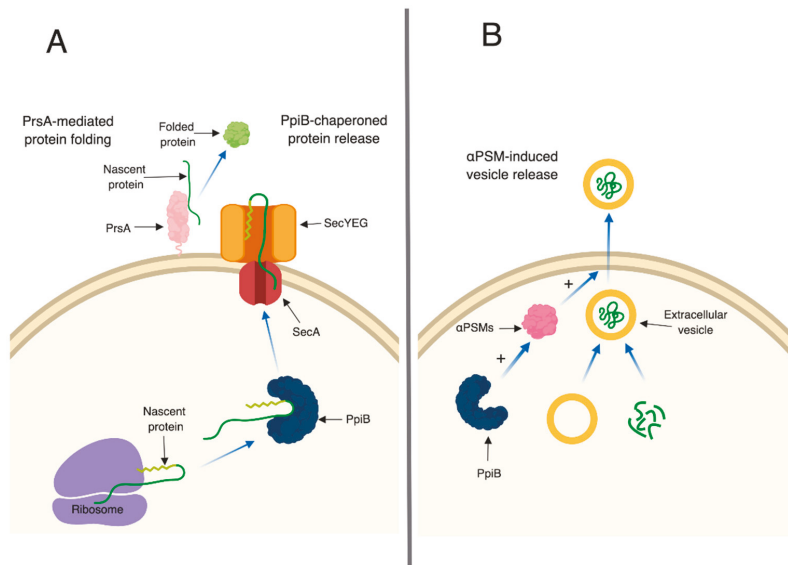 A
PrsA-mediated
protein folding
Folded
protein
PpiB-chaperoned
protein release
Nascent
protein
PrsA
SecYEG
SecA
Nascent
protein
PpiB
Ribosome
B
αPSM-induced
vesicle release
+
αPSMs
Extracellular
vesicle
+
PpiB